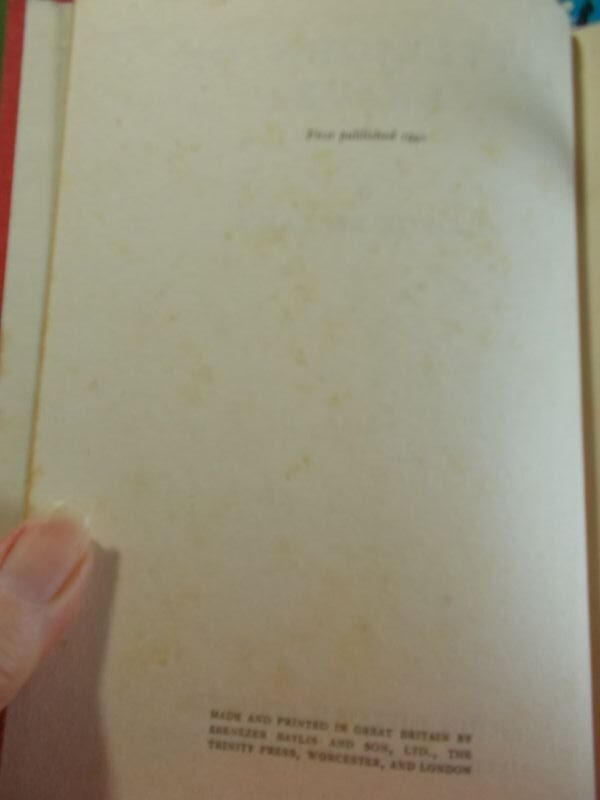 First published
MADE AND PRINTED IN GREAT BRITAIN BY
EBENEZER BAYLIS AND SON, LTD., THE
TRINITY PRESS, WORCESTER, AND LONDON